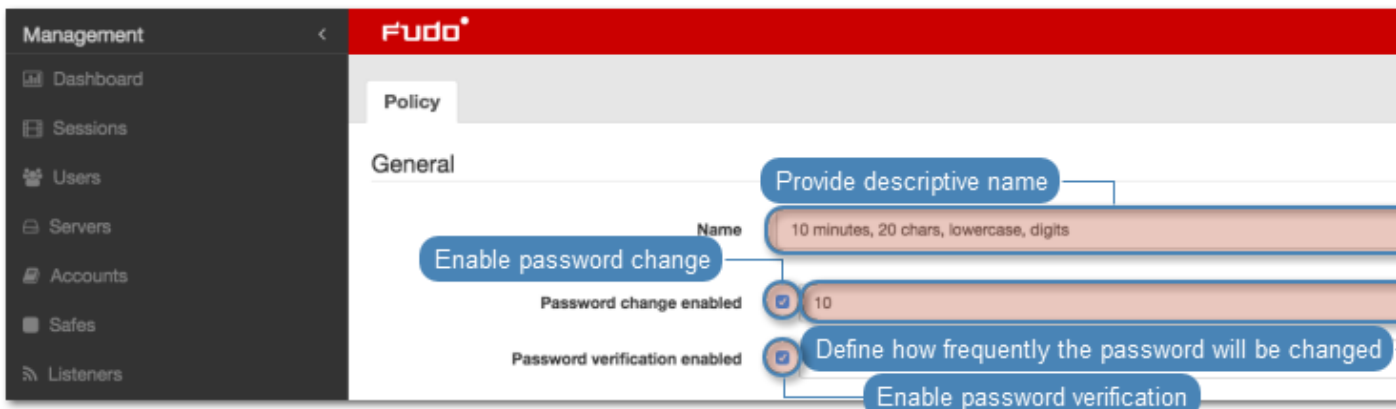 Management
Dashboard
Sessions
Users
Servers
Accounts
Safes
Listeners
FUDO
Policy
General
Provide descriptive name
Name
10 minutes, 20 chars, lowercase, digits
Enable password change
Password change enabled
10
Define how frequently the password will be changed
Password verification enabled
Enable password verification